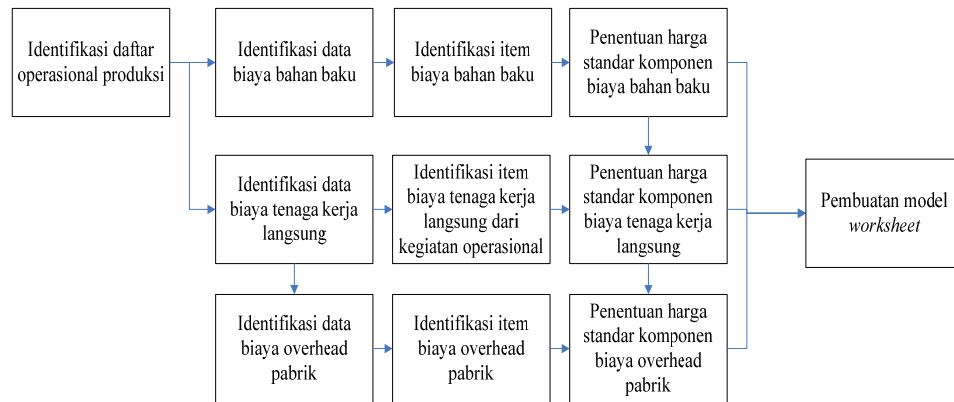 Identifikasi daftar
operasional produksi
Identifikasi data
biaya bahan baku
Identifikasi item
biaya bahan baku
Penentuan harga
standar komponen
biaya bahan baku
Identifikasi data
biaya tenaga kerja
langsung
Identifikasi item
biaya tenaga kerja
langsung dari
kegiatan operasional
Penentuan harga
standar komponen
biaya tenaga kerja
langsung
Pembuatan model
worksheet
Identifikasi data
biaya overhead
pabrik
Identifikasi item
biaya overhead
pabrik
Penentuan harga
standar komponen
biaya overhead
pabrik